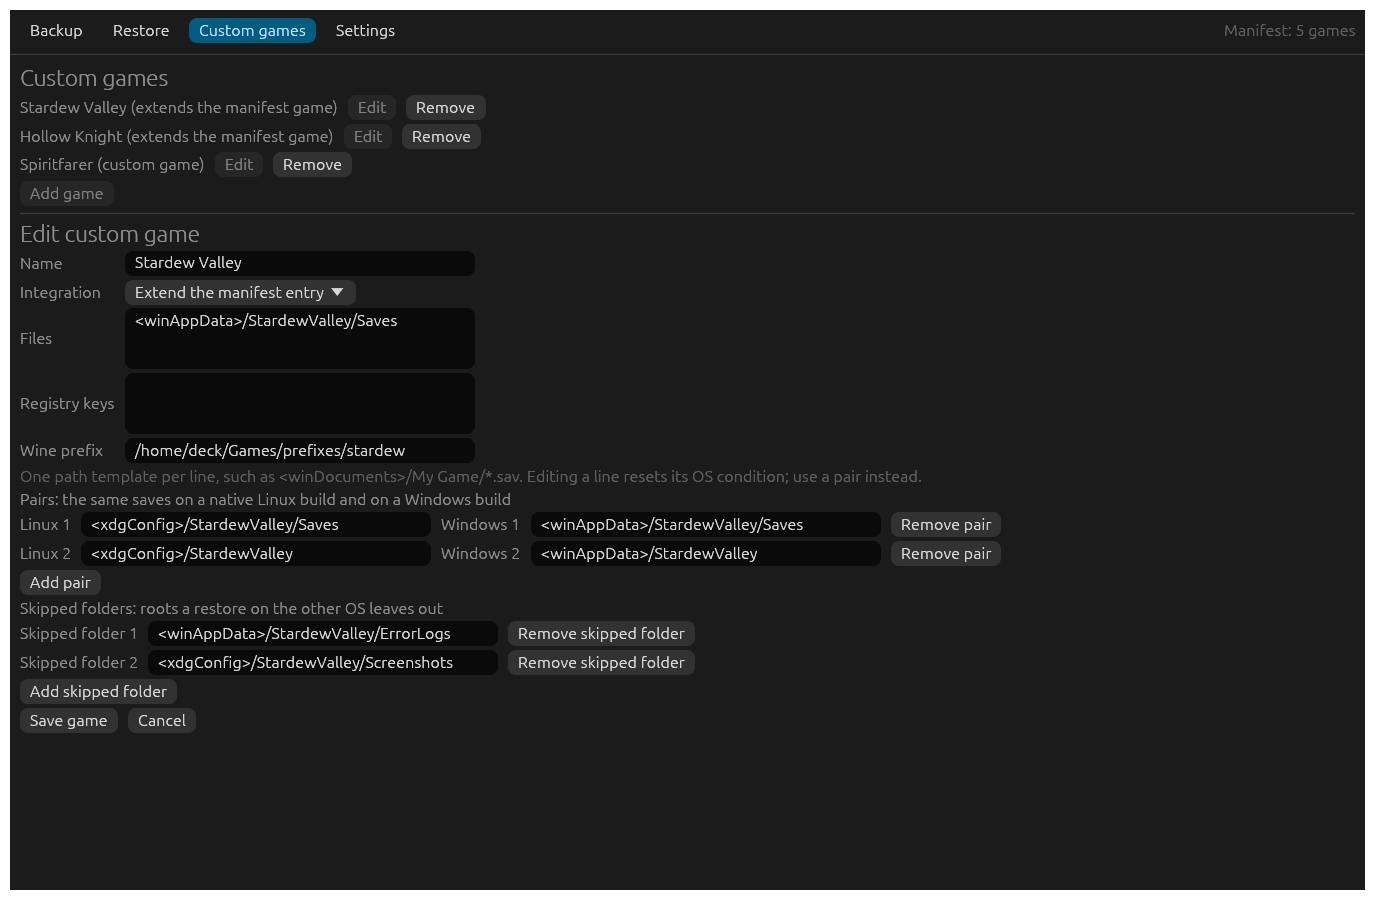 Backup Restore Custom games Settings Manifest: 5 games
Custom games
Stardew Valley (extends the manifest game) Edit Remove
Hollow Knight (extends the manifest game) Edit Remove
Spiritfarer (custom game) Edit Remove
Add game
Edit custom game
Name Stardew Valley
Integration Extend the manifest entry
Files <winAppData>/StardewValley/Saves
Registry keys
Wine prefix /home/deck/Games/prefixes/stardew
One path template per line, such as <winDocuments>/My Game/*.sav. Editing a line resets its OS condition; use a pair instead.
Pairs: the same saves on a native Linux build and on a Windows build
Linux 1 <xdgConfig>/StardewValley/Saves Windows 1 <winAppData>/StardewValley/Saves Remove pair
Linux 2 <xdgConfig>/StardewValley Windows 2 <winAppData>/StardewValley Remove pair
Add pair
Skipped folders: roots a restore on the other OS leaves out
Skipped folder 1 <winAppData>/StardewValley/ErrorLogs Remove skipped folder
Skipped folder 2 <xdgConfig>/StardewValley/Screenshots Remove skipped folder
Add skipped folder
Save game Cancel